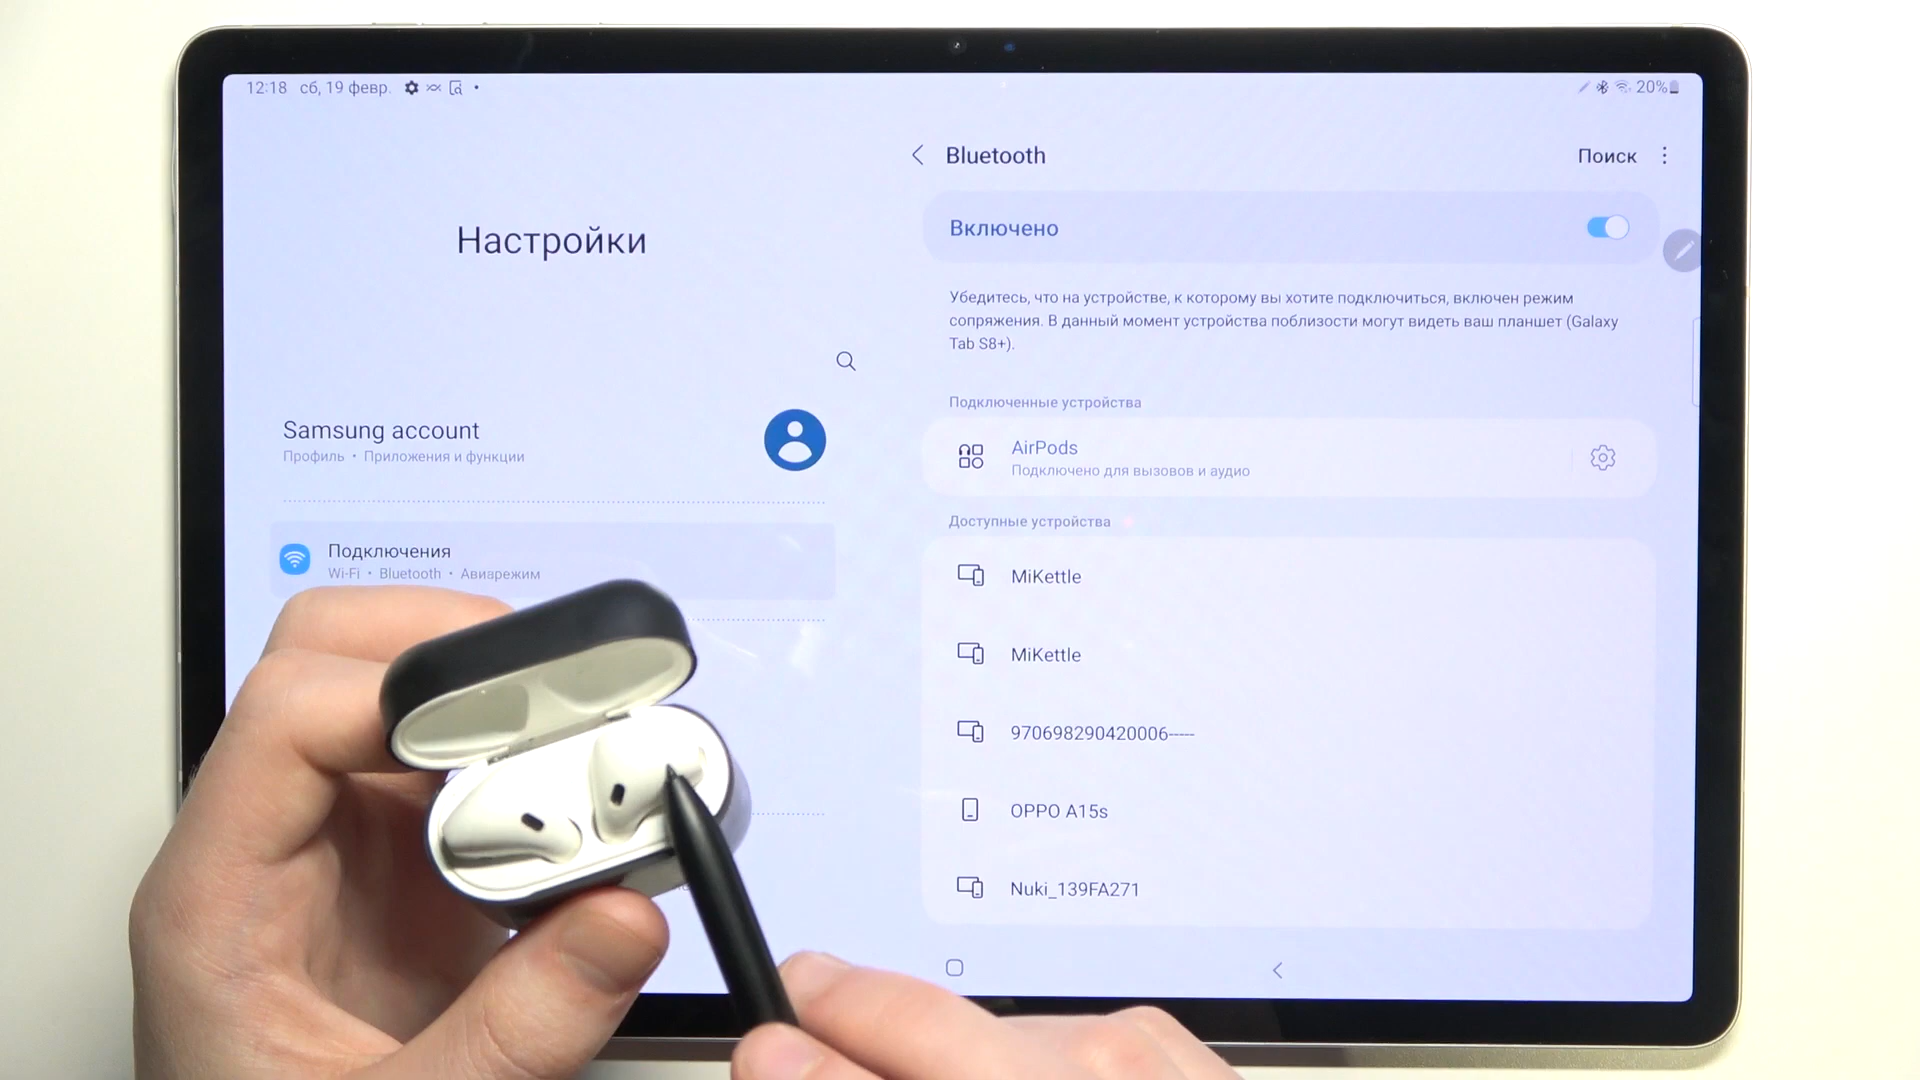 12:18 сб, 19 февр.
20%
Настройки
Samsung account
Профиль • Приложения и функции
Подключения
Wi-Fi • Bluetooth • Авиарежим
Bluetooth
Поиск
Включено
Убедитесь, что на устройстве, к которому вы хотите подключиться, включен режим
сопряжения. В данный момент устройства поблизости могут видеть ваш планшет (Galaxy
Tab S8+).
Подключенные устройства
AirPods
Подключено для вызовов и аудио
Доступные устройства
MiKettle
MiKettle
970698290420006-----
OPPO A15s
Nuki_139FA271